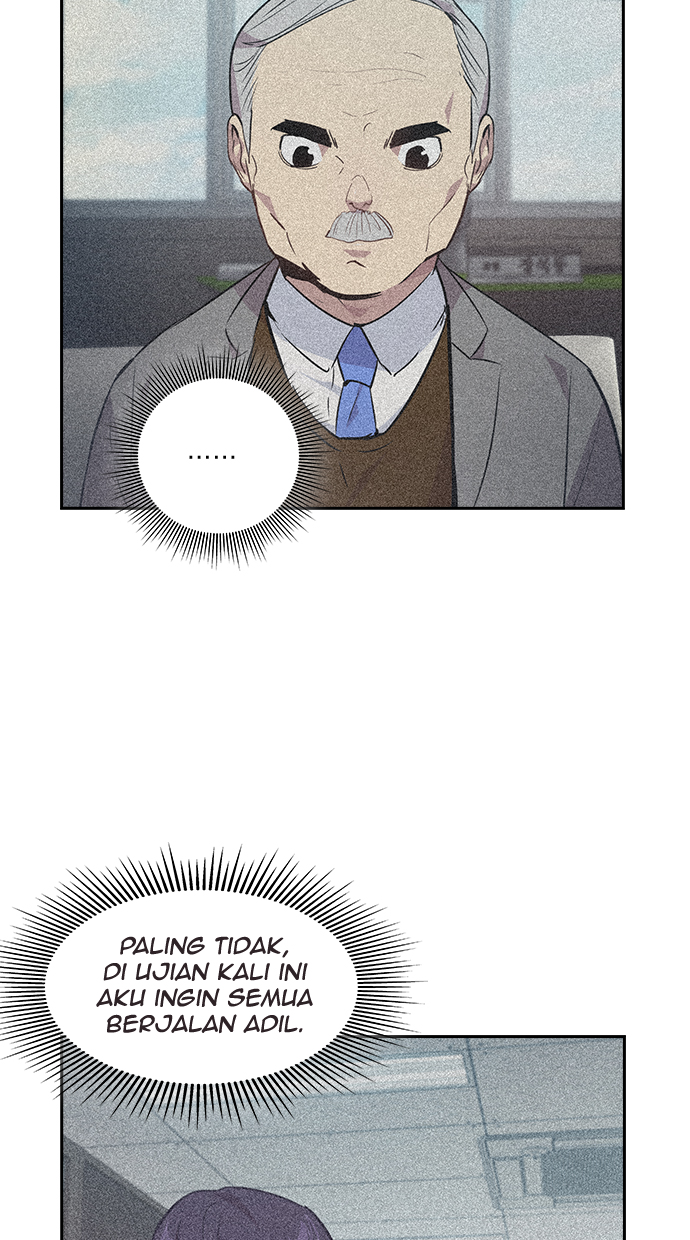 ......
PALING TIDAK,
DI UJIAN KALI INI
AKU INGIN SEMUA
BERJALAN ADIL.